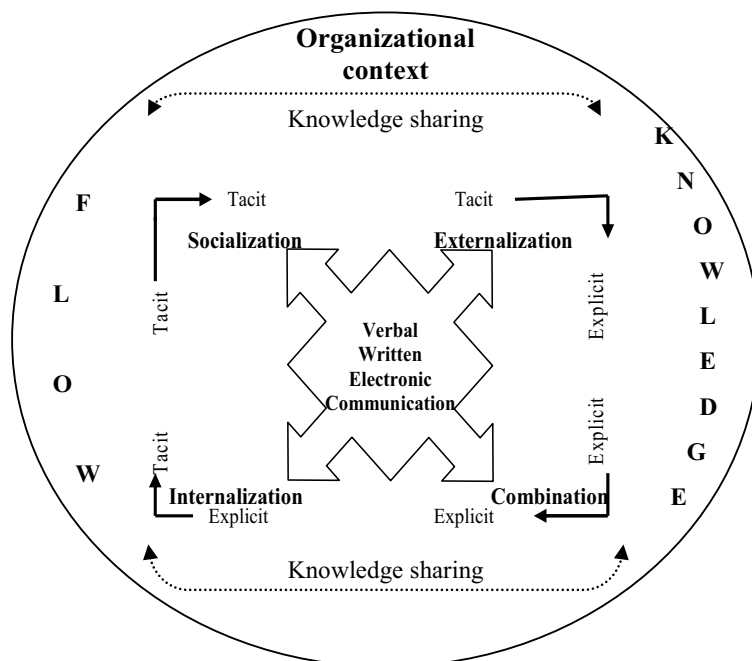 Organizational
context
Knowledge sharing
K
N
O
W
L
E
D
G
E
F
L
O
W
Tacit
Tacit
Socialization
Externalization
Tacit
Explicit
Verbal
Written
Electronic
Communication
Tacit
Explicit
Internalization
Combination
Explicit
Explicit
Knowledge sharing